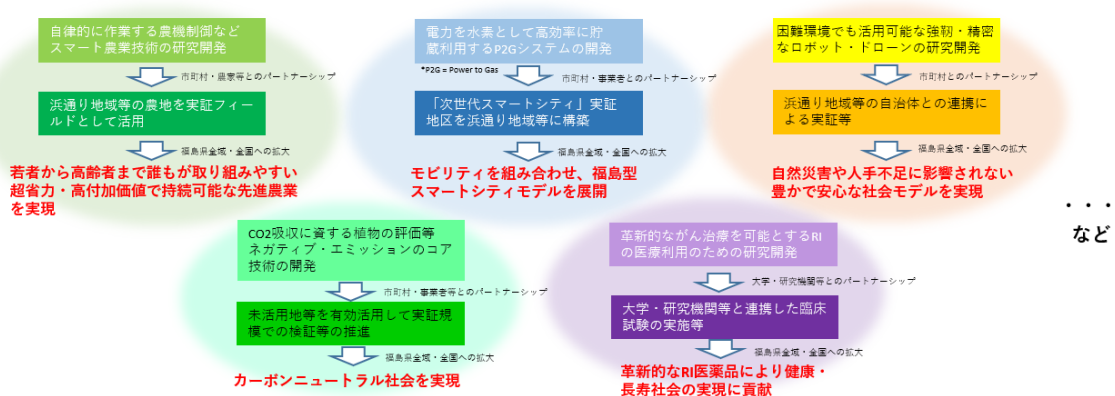 自律的に作業する農機制御など
スマート農業技術の研究開発
市町村・農家等とのパートナーシップ
浜通り地域等の農地を実証フィー
ルドとして活用
福島県全域・全国への拡大
若者から高齢者まで誰もが取り組みやすい
超省力・高付加価値で持続可能な先進農業
を実現
電力を水素として高効率に貯
蔵利用するP2Gシステムの開発
*P2G = Power to Gas
市町村・事業者とのパートナーシップ
「次世代スマートシティ」実証
地区を浜通り地域等に構築
福島県全域・全国への拡大
モビリティを組み合わせ、福島型
スマートシティモデルを展開
困難環境でも活用可能な強靭・精密
なロボット・ドローンの研究開発
市町村とのパートナーシップ
浜通り地域等の自治体との連携に
よる実証等
福島県全域・全国への拡大
自然災害や人手不足に影響されない
豊かで安心な社会モデルを実現
CO2吸収に資する植物の評価等
ネガティブ・エミッションのコア
技術の開発
市町村・事業者等とのパートナーシップ
未活用地等を有効活用して実証規
模での検証等の推進
福島県全域・全国への拡大
カーボンニュートラル社会を実現
革新的ながん治療を可能とするRI
の医療利用のための研究開発
大学・研究機関等とのパートナーシップ
大学・研究機関等と連携した臨床
試験の実施等
福島県全域・全国への拡大
革新的なRI医薬品により健康・
長寿社会の実現に貢献
・・・
など